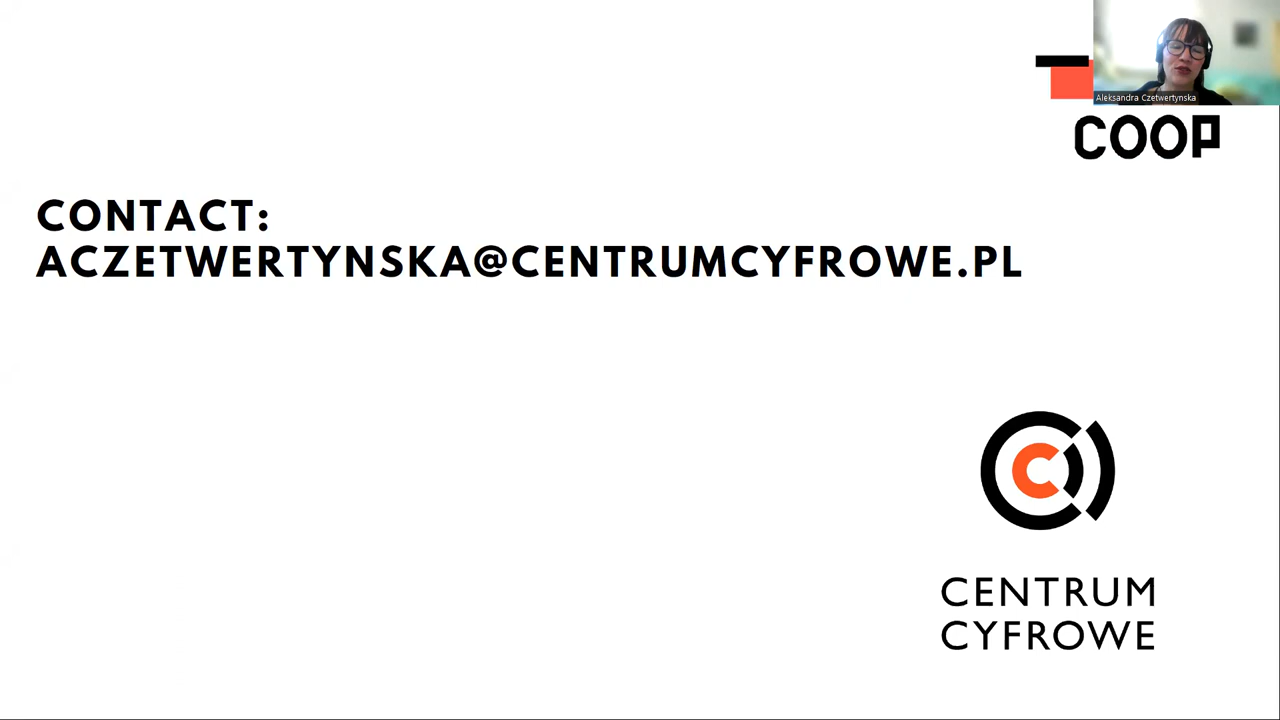 Aleksandra Czetwertynska
COOP
CONTACT:
ACZETWERTYNSKA@CENTRUMCYFROWE.PL
CENTRUM
CYFROWE